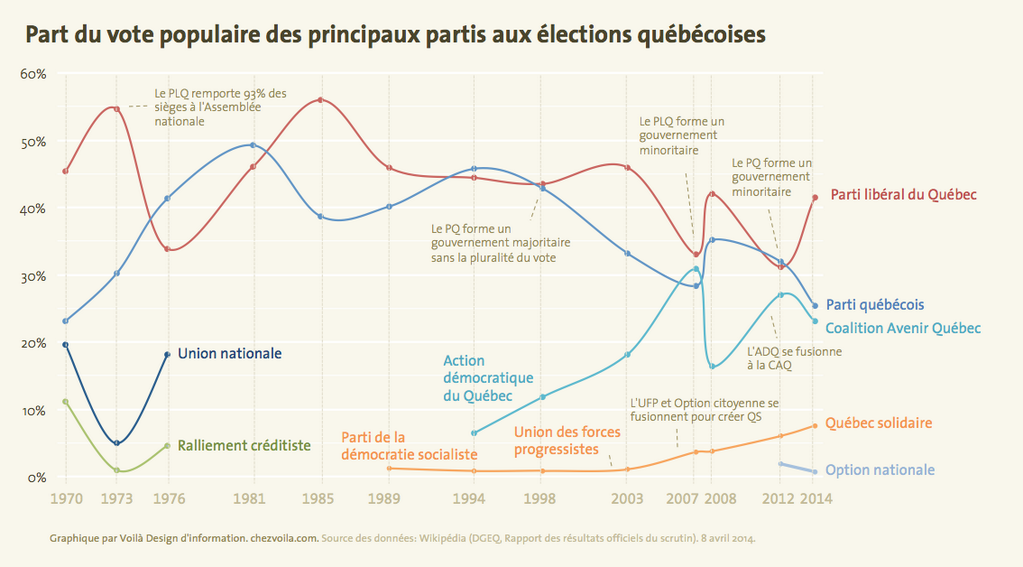 Part du vote populaire des principaux partis aux élections québécoises
60%
Le PLQ remporte 93% des
sièges à l'Assemblée
nationale
Le PLQ forme un
gouvernement
minoritaire
50%
Le PQ forme un
gouvernement
minoritaire
Parti libéral du Québec
40%
Le PQ forme un
gouvernement majoritaire
sans la pluralité du vote
30%
Parti québécois
Coalition Avenir Québec
20%
Union nationale
Action
démocratique
du Québec
L'ADQ se fusionne
à la CAQ
10%
L'UFP et Option citoyenne se
fusionnent pour créer QS
Québec solidaire
Ralliement créditiste
Parti de la
démocratie socialiste
Union des forces
progressistes
Option nationale
0%
1970 1973 1976 1981 1985 1989 1994 1998 2003 2007 2008 2012 2014
Graphique par Voilà Design d'information. chezvoila.com. Source des données: Wikipédia (DGEQ, Rapport des résultats officiels du scrutin). 8 avril 2014.